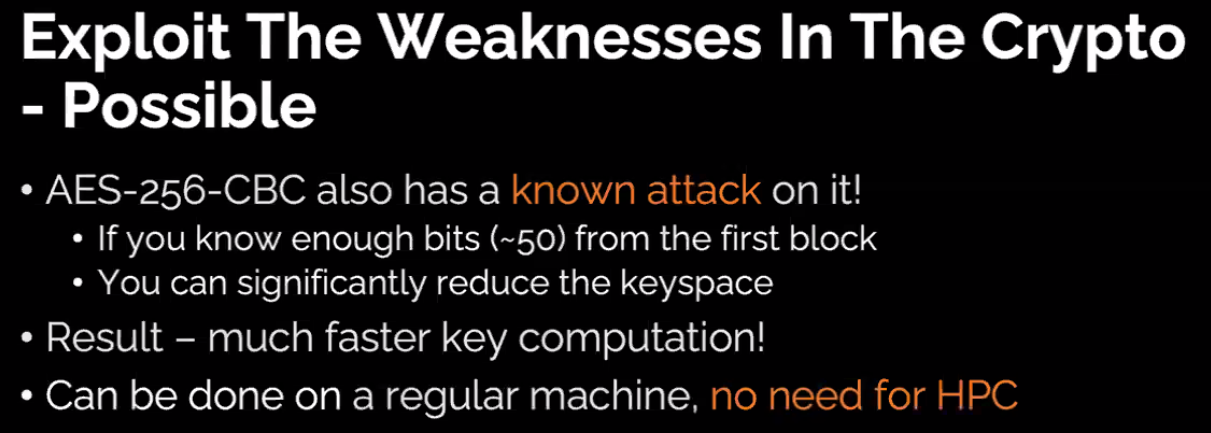 Exploit The Weaknesses In The Crypto
- Possible
• AES-256-CBC also has a known attack on it!
• If you know enough bits (~50) from the first block
• You can significantly reduce the keyspace
• Result – much faster key computation!
• Can be done on a regular machine, no need for HPC